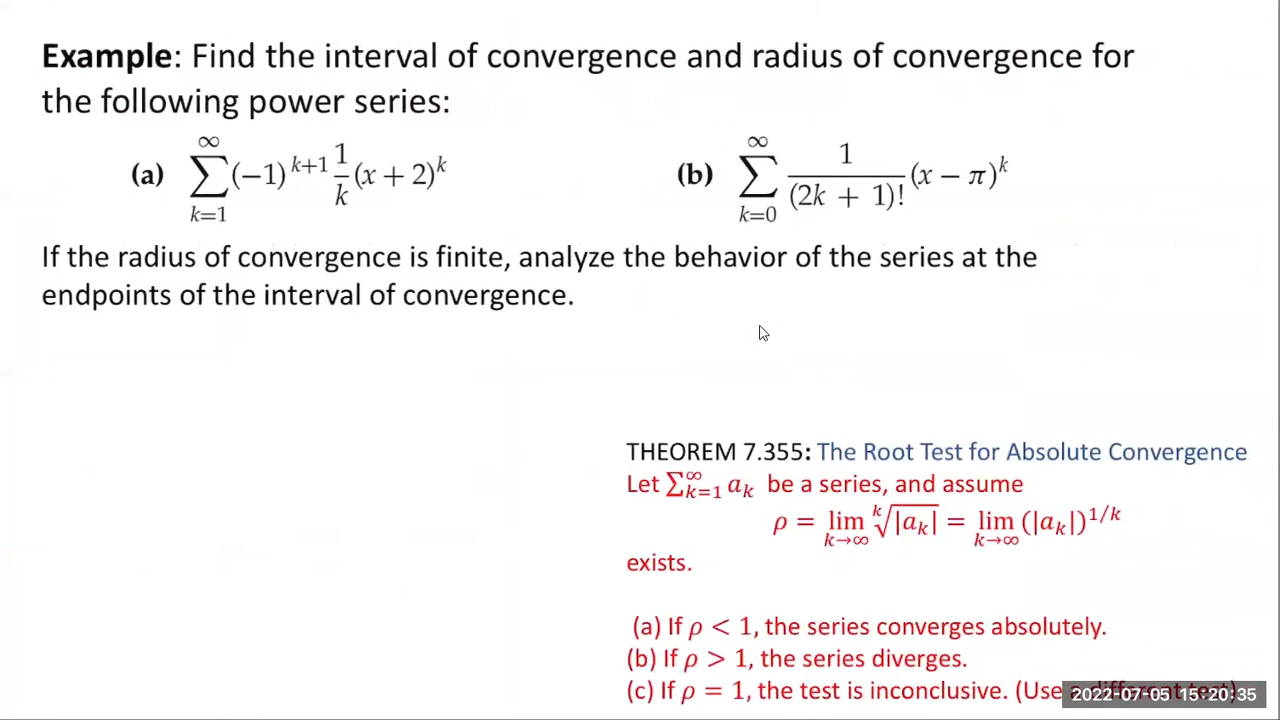 Example: Find the interval of convergence and radius of convergence for
the following power series:
(a) ∑_{k=1}^{∞} (−1)^{k+1} \frac{1}{k} (x + 2)^k (b) ∑_{k=0}^{∞} \frac{1}{(2k + 1)!} (x − π)^k
If the radius of convergence is finite, analyze the behavior of the series at the
endpoints of the interval of convergence.
THEOREM 7.355: The Root Test for Absolute Convergence
Let ∑_{k=1}^{∞} a_k be a series, and assume
ρ = lim_{k→∞} \sqrt[k]{|a_k|} = lim_{k→∞} (|a_k|)^{1/k}
exists.
(a) If ρ < 1, the series converges absolutely.
(b) If ρ > 1, the series diverges.
(c) If ρ = 1, the test is inconclusive. (Use
2022-07-05 15:20:35